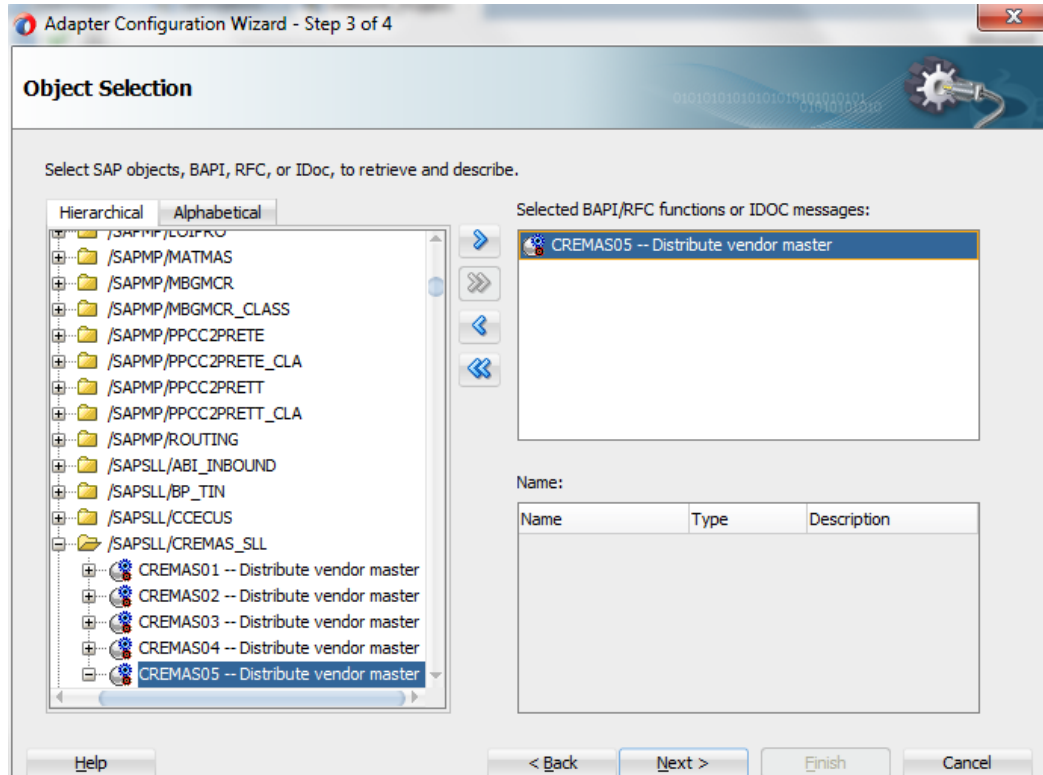 Adapter Configuration Wizard - Step 3 of 4
Object Selection
Select SAP objects, BAPI, RFC, or IDoc, to retrieve and describe.
Hierarchical Alphabetical
/SAPMP/LOIPRO
/SAPMP/MATMAS
/SAPMP/MBGMCR
/SAPMP/MBGMCR_CLASS
/SAPMP/PPCC2PRETE
/SAPMP/PPCC2PRETE_CLA
/SAPMP/PPCC2PRETT
/SAPMP/PPCC2PRETT_CLA
/SAPMP/ROUTING
/SAPSLL/ABI_INBOUND
/SAPSLL/BP_TIN
/SAPSLL/CCECUS
/SAPSLL/CREMAS_SLL
CREMAS01 -- Distribute vendor master
CREMAS02 -- Distribute vendor master
CREMAS03 -- Distribute vendor master
CREMAS04 -- Distribute vendor master
CREMAS05 -- Distribute vendor master
Selected BAPI/RFC functions or IDOC messages:
CREMAS05 -- Distribute vendor master
Name:
Name Type Description
Help < Back Next > Finish Cancel